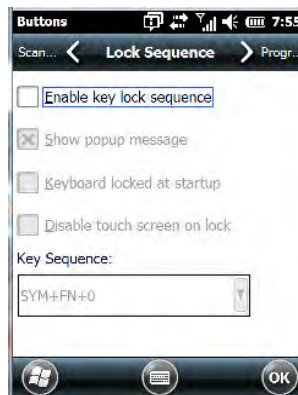 Buttons 7:55
Scan... Lock Sequence Progr..
Enable key lock sequence
Show popup message
Keyboard locked at startup
Disable touch screen on lock
Key Sequence:
SYM+FN+0
OK